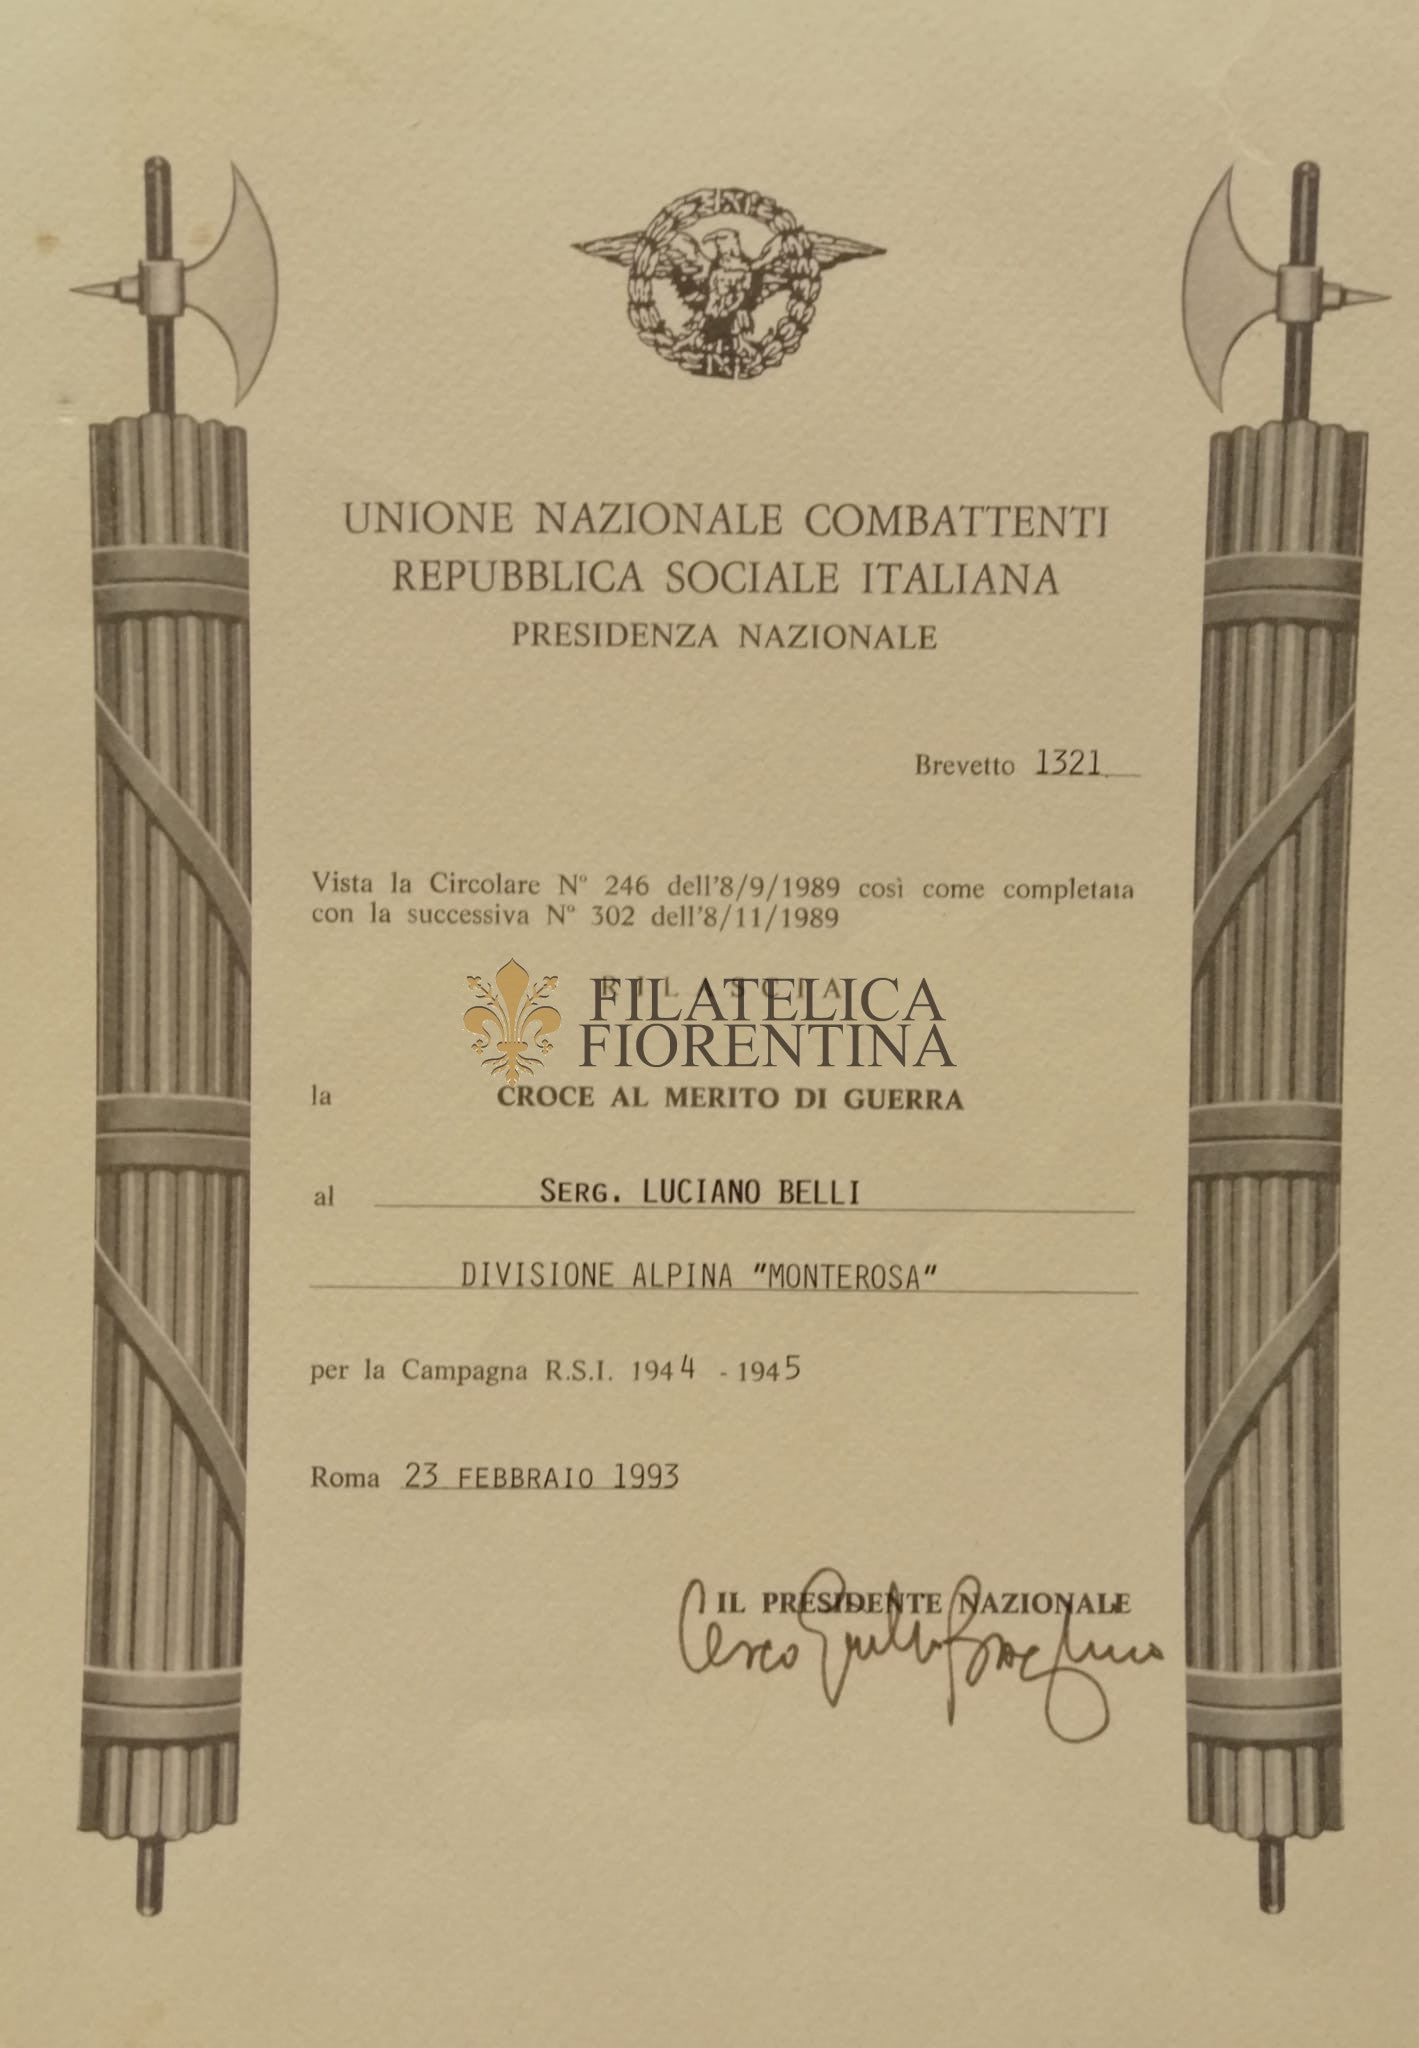 UNIONE NAZIONALE COMBATTENTI
REPUBBLICA SOCIALE ITALIANA
PRESIDENZA NAZIONALE
Brevetto 1321
Vista la Circolare N° 246 dell'8/9/1989 così come completata
con la successiva N° 302 dell'8/11/1989
RILASCIA
FILATELICA
FIORENTINA
la CROCE AL MERITO DI GUERRA
al SERG. LUCIANO BELLI
DIVISIONE ALPINA "MONTEROSA"
per la Campagna R.S.I. 1944 - 1945
Roma 23 FEBBRAIO 1993
IL PRESIDENTE NAZIONALE